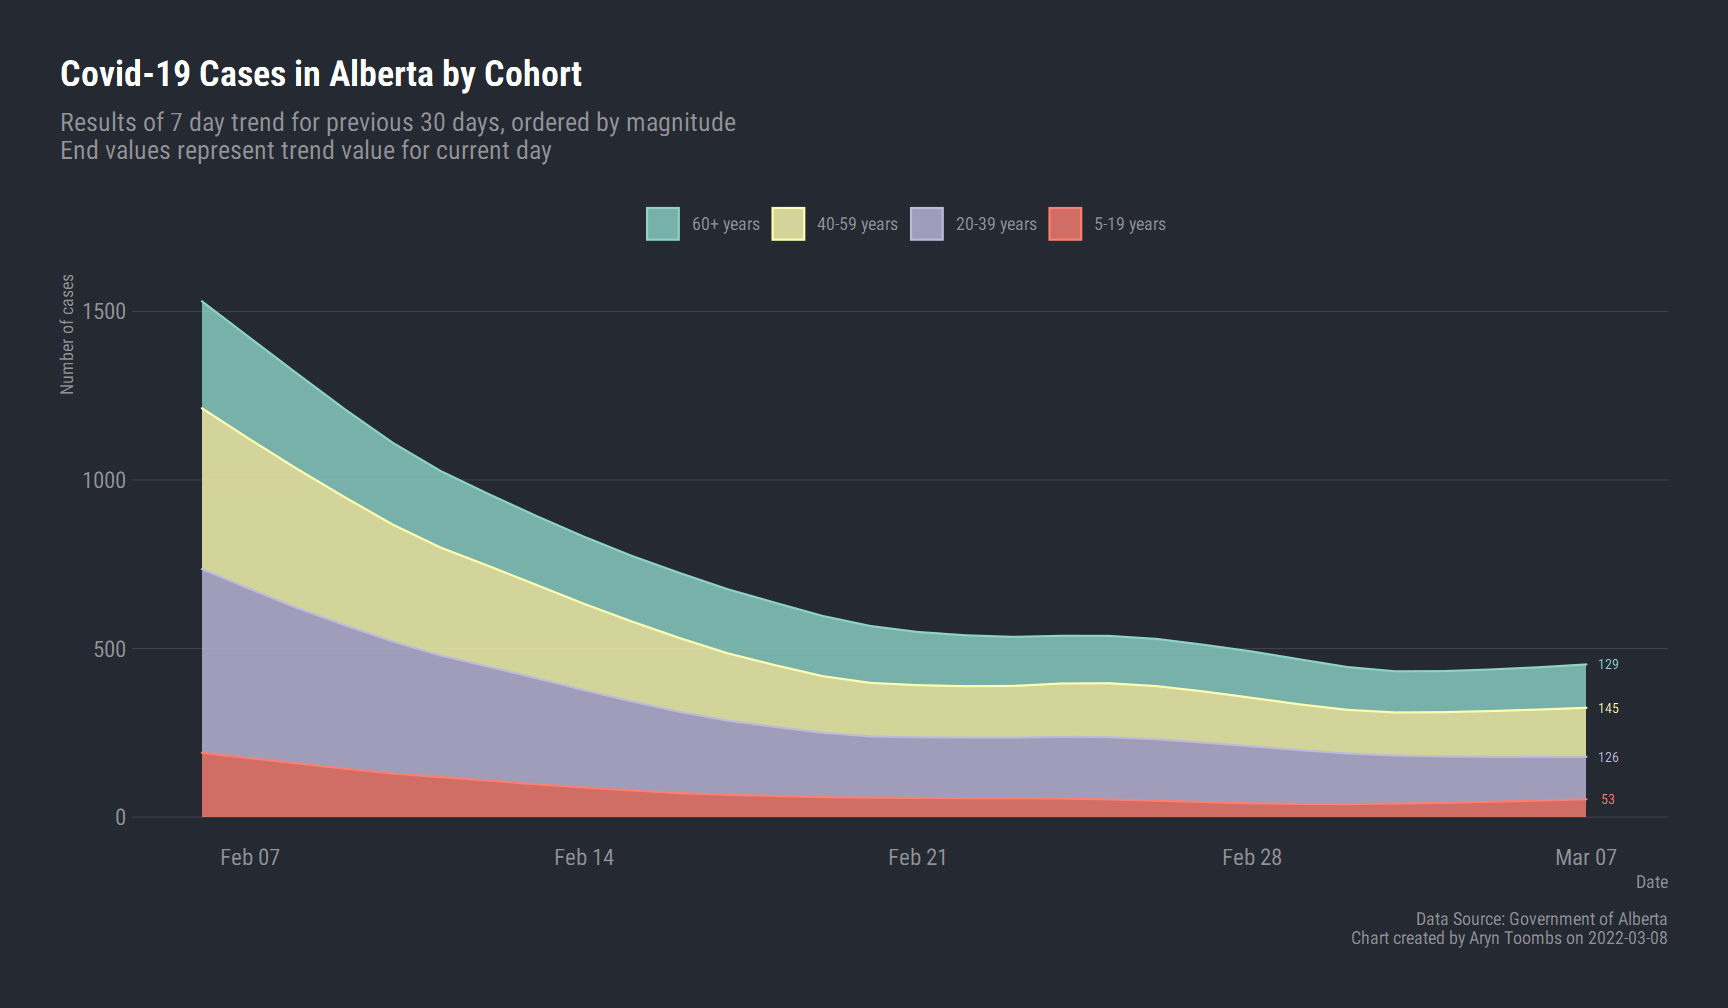 Covid-19 Cases in Alberta by Cohort
Results of 7 day trend for previous 30 days, ordered by magnitude
End values represent trend value for current day
60+ years 40-59 years 20-39 years 5-19 years
Number of cases
1500
1000
500
0
129
145
126
53
Feb 07 Feb 14 Feb 21 Feb 28 Mar 07
Date
Data Source: Government of Alberta
Chart created by Aryn Toombs on 2022-03-08